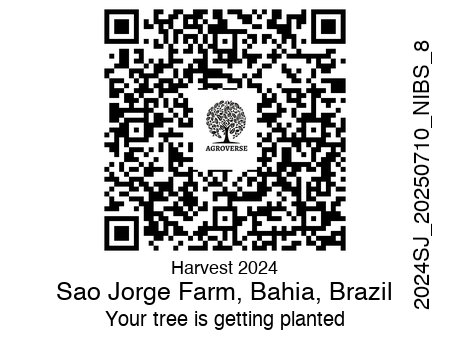 AGROVERSE
Harvest 2024
Sao Jorge Farm, Bahia, Brazil
Your tree is getting planted
2024SJ_20250710_NIBS_8